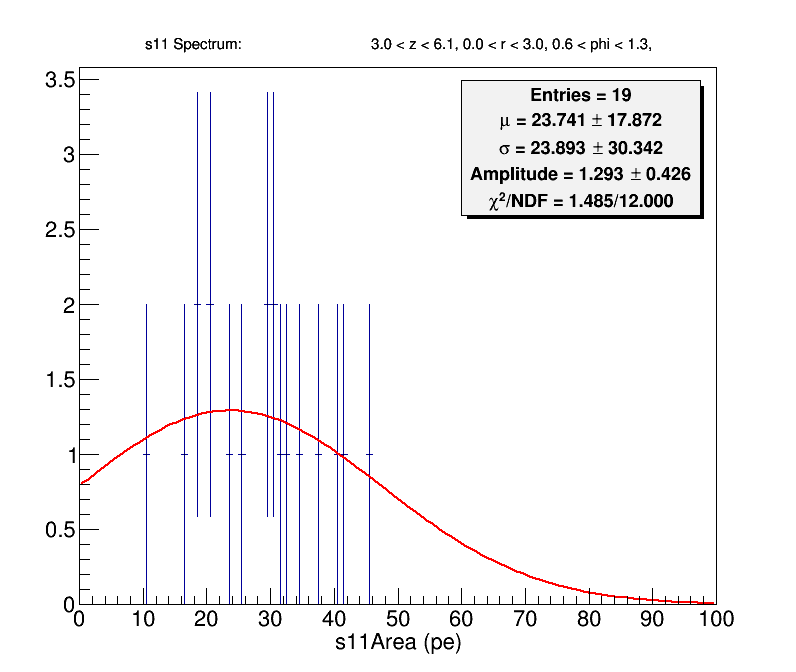 s11 Spectrum: 3.0 < z < 6.1, 0.0 < r < 3.0, 0.6 < phi < 1.3,
Entries = 19
μ = 23.741 ± 17.872
σ = 23.893 ± 30.342
Amplitude = 1.293 ± 0.426
χ²/NDF = 1.485/12.000
3.5
3
2.5
2
1.5
1
0.5
0
0 10 20 30 40 50 60 70 80 90 100
s11Area (pe)